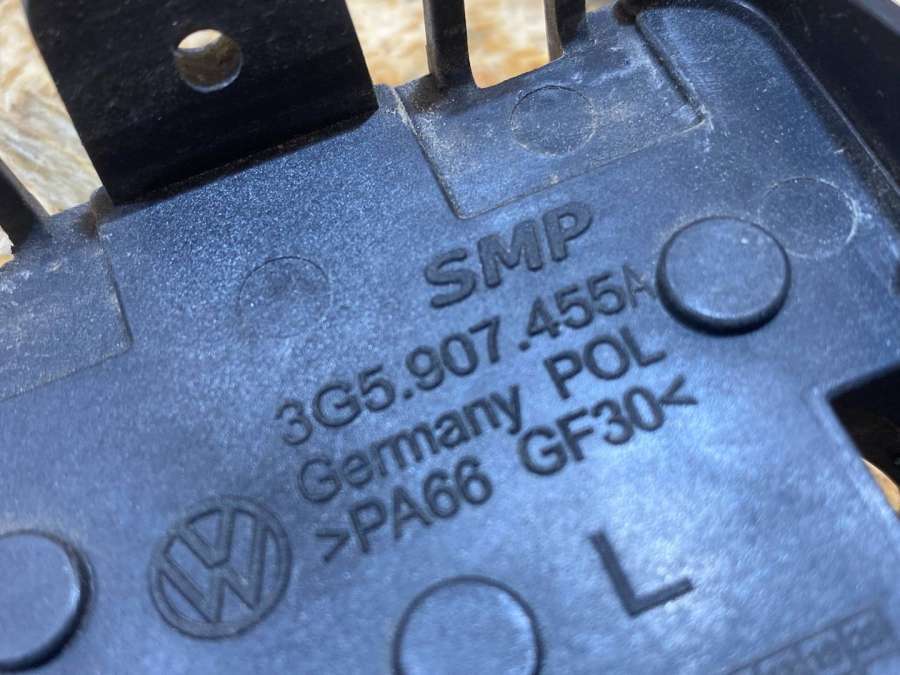 SMP
3G5.907.455A
Germany POL
>PA66 GF30<
L